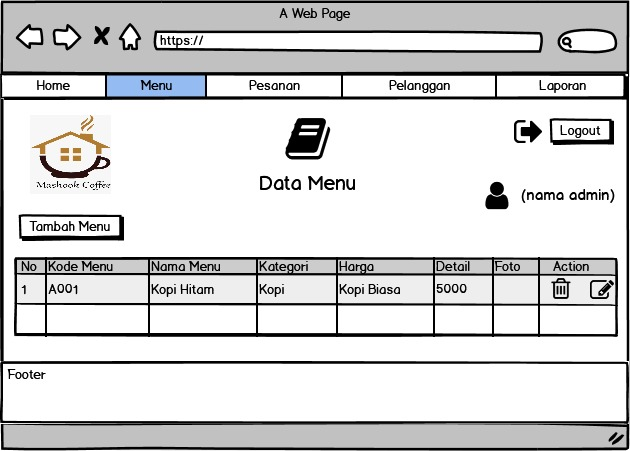 A Web Page
https://
Home Menu Pesanan Pelanggan Laporan
Mashook Coffee
Data Menu
Logout
(nama admin)
Tambah Menu
No Kode Menu Nama Menu Kategori Harga Detail Foto Action
1 A001 Kopi Hitam Kopi Kopi Biasa 5000
Footer